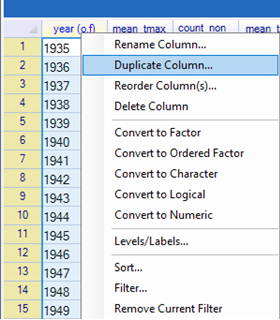 year (o.f) mean_tmax count_non mean_t
1 1935 Rename Column...
2 1936 Duplicate Column...
3 1937 Reorder Column(s)...
4 1938 Delete Column
5 1939
6 1940 Convert to Factor
7 1941 Convert to Ordered Factor
8 1942 Convert to Character
9 1943 Convert to Logical
10 1944 Convert to Numeric
11 1945 Levels/Labels...
12 1946
13 1947 Sort...
14 1948 Filter...
15 1949 Remove Current Filter